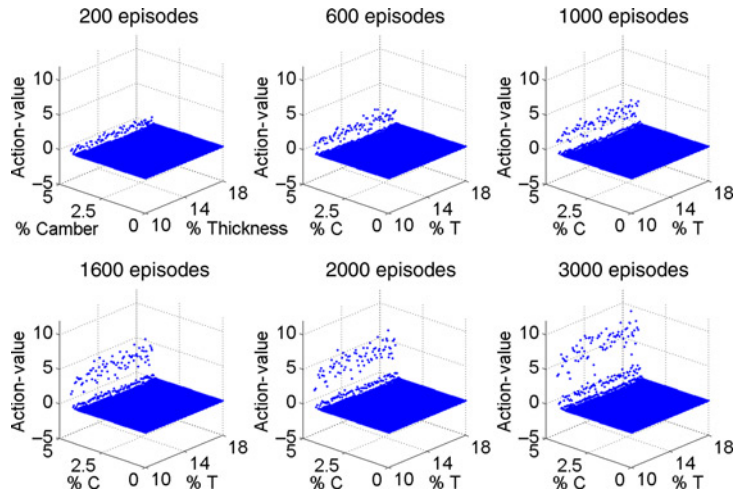 200 episodes
600 episodes
1000 episodes
Action-value
10
5
0
−5
5
2.5
0
% Camber
10
14
18
% Thickness
Action-value
10
5
0
−5
5
2.5
0
% C
10
14
18
% T
Action-value
10
5
0
−5
5
2.5
0
% C
10
14
18
% T
1600 episodes
2000 episodes
3000 episodes
Action-value
10
5
0
−5
5
2.5
0
% C
10
14
18
% T
Action-value
10
5
0
−5
5
2.5
0
% C
10
14
18
% T
Action-value
10
5
0
−5
5
2.5
0
% C
10
14
18
% T